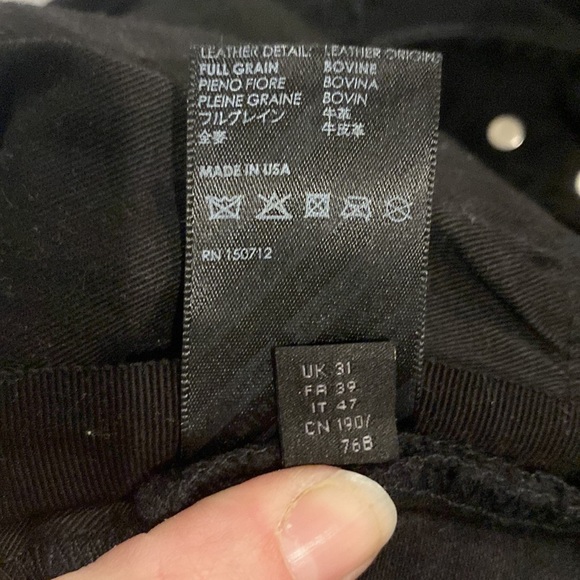 LEATHER DETAIL: LEATHER ORIGIN:
FULL GRAIN BOVINE
PIENO FIORE BOVINA
PLEINE GRAINE BOVIN
フルグレイン 牛革
全粒 牛皮革
MADE IN USA
RN 150712
UK 31
FR 39
IT 47
CN 190/
76B